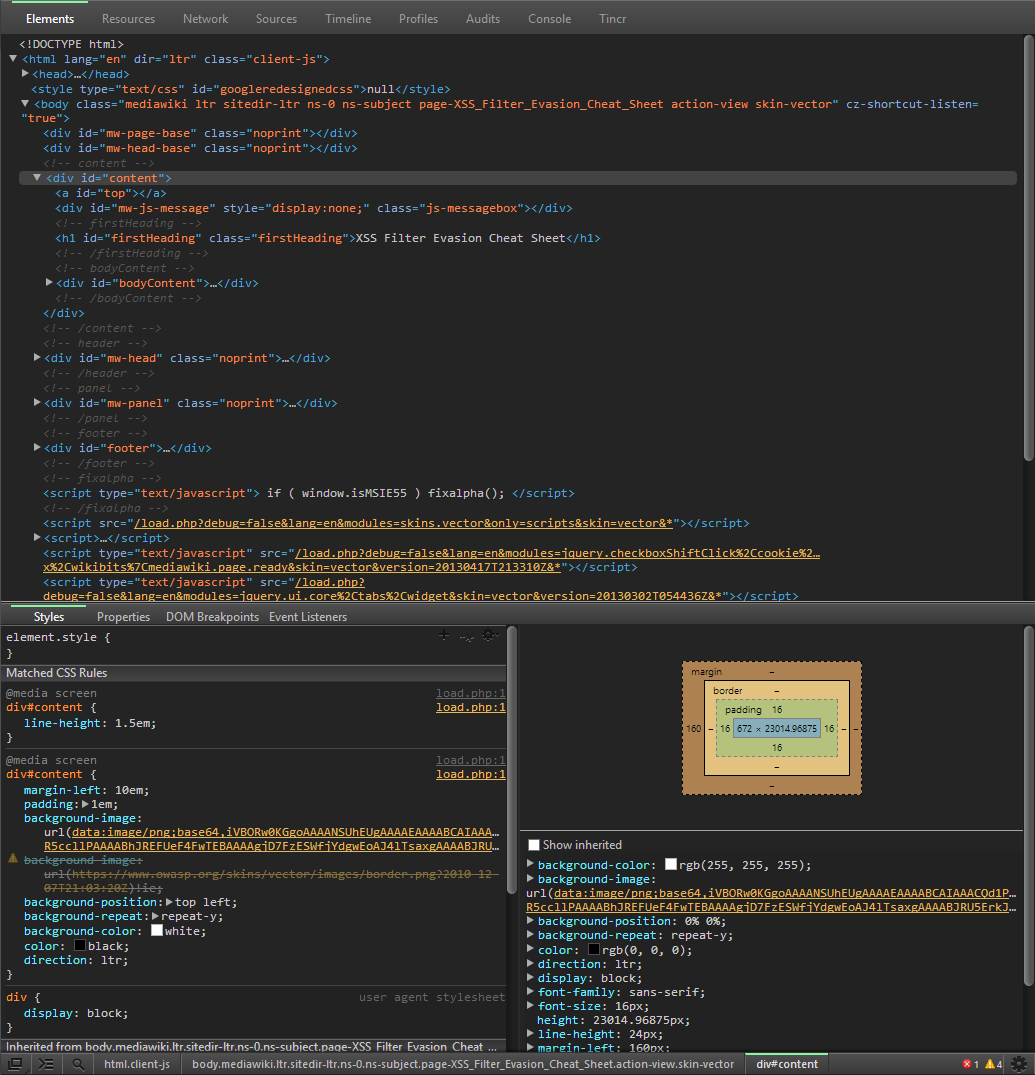 Elements Resources Network Sources Timeline Profiles Audits Console Tincr
<!DOCTYPE html>
<html lang="en" dir="ltr" class="client-js">
<head>…</head>
<style type="text/css" id="googleredesignedcss">null</style>
<body class="mediawiki ltr sitedir-ltr ns-0 ns-subject page-XSS_Filter_Evasion_Cheat_Sheet action-view skin-vector" cz-shortcut-listen=
"true">
<div id="mw-page-base" class="noprint"></div>
<div id="mw-head-base" class="noprint"></div>
<!-- content -->
<div id="content">
<a id="top"></a>
<div id="mw-js-message" style="display:none;" class="js-messagebox"></div>
<!-- firstHeading -->
<h1 id="firstHeading" class="firstHeading">XSS Filter Evasion Cheat Sheet</h1>
<!-- /firstHeading -->
<!-- bodyContent -->
<div id="bodyContent">…</div>
<!-- /bodyContent -->
</div>
<!-- /content -->
<!-- header -->
<div id="mw-head" class="noprint">…</div>
<!-- /header -->
<!-- panel -->
<div id="mw-panel" class="noprint">…</div>
<!-- /panel -->
<!-- footer -->
<div id="footer">…</div>
<!-- /footer -->
<!-- fixalpha -->
<script type="text/javascript"> if ( window.isMSIE55 ) fixalpha(); </script>
<!-- /fixalpha -->
<script src="/load.php?debug=false&lang=en&modules=skins.vector&only=scripts&skin=vector&*"></script>
<script>…</script>
<script type="text/javascript" src="/load.php?debug=false&lang=en&modules=jquery.checkboxShiftClick%2Ccookie%2…
x%2Cwikibits%7Cmediawiki.page.ready&skin=vector&version=20130417T213310Z&*"></script>
<script type="text/javascript" src="/load.php?
debug=false&lang=en&modules=jquery.ui.core%2Ctabs%2Cwidget&skin=vector&version=20130302T054436Z&*"></script>
Styles Properties DOM Breakpoints Event Listeners
element.style {
}
Matched CSS Rules
@media screen load.php:1
div#content { load.php:1
line-height: 1.5em;
}
@media screen load.php:1
div#content { load.php:1
margin-left: 10em;
padding: 1em;
background-image:
url(data:image/png;base64,iVBORw0KGgoAAAANSUhEUgAAAAEAAAABCAIAAA…
R5ccllPAAAABhJREFUeF4FwTEBAAAAgjD7FzESWfjYdgwEoAJ4lTsaxgAAAABJRU…
background-image:
url(https://www.owasp.org/skins/vector/images/border.png?2010-12-
07T21:03:20Z)!ie;
background-position: top left;
background-repeat: repeat-y;
background-color: white;
color: black;
direction: ltr;
}
div { user agent stylesheet
display: block;
}
Inherited from body.mediawiki.ltr.sitedir-ltr.ns-0.ns-subject.page-XSS_Filter_Evasion_Cheat_…
margin –
border –
padding 16
160 – 16 672 × 23014.96875 16 – –
16
–
–
Show inherited
background-color: rgb(255, 255, 255);
background-image:
url(data:image/png;base64,iVBORw0KGgoAAAANSUhEUgAAAAEAAAABCAIAAACQd1P…
R5ccllPAAAABhJREFUeF4FwTEBAAAAgjD7FzESWfjYdgwEoAJ4lTsaxgAAAABJRU5ErkJ…
background-position: 0% 0%;
background-repeat: repeat-y;
color: rgb(0, 0, 0);
direction: ltr;
display: block;
font-family: sans-serif;
font-size: 16px;
height: 23014.96875px;
line-height: 24px;
margin-left: 160px;
html.client-js body.mediawiki.ltr.sitedir-ltr.ns-0.ns-subject.page-XSS_Filter_Evasion_Cheat_Sheet.action-view.skin-vector div#content 1 4